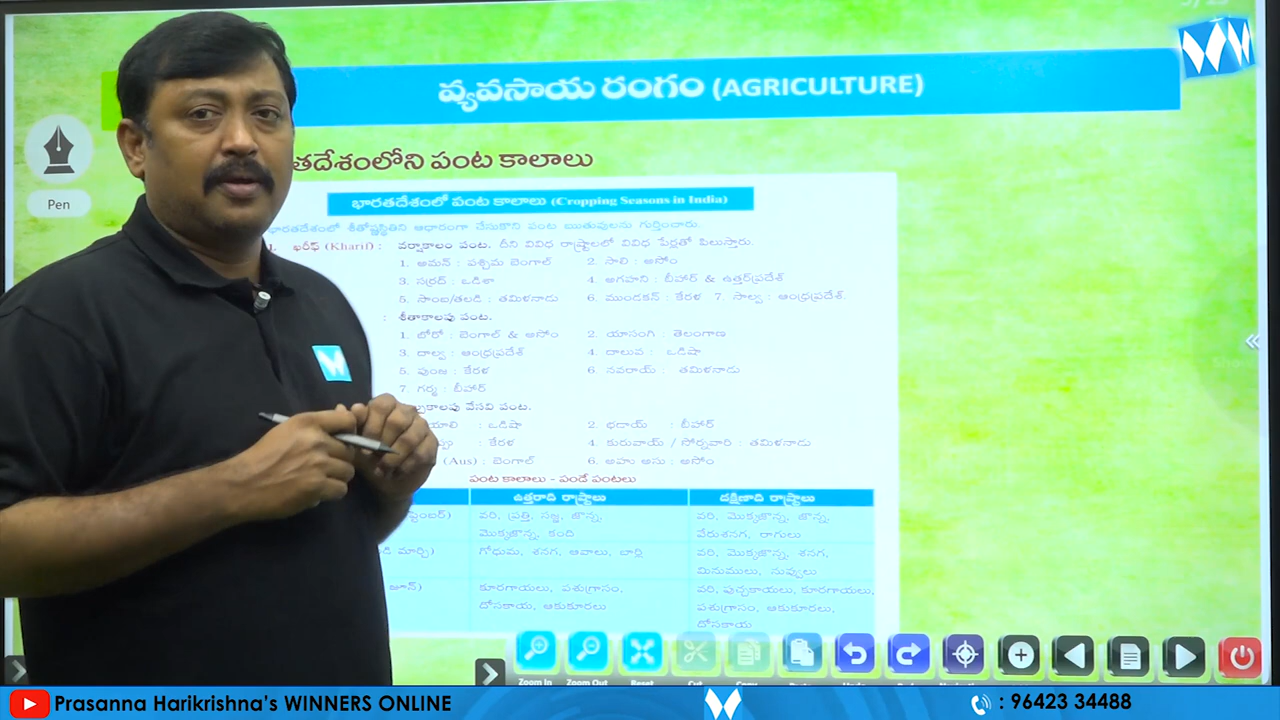 వ్యవసాయ రంగం (AGRICULTURE)
Pen
తదేశంలోని పంట కాలాలు
భారతదేశంలో పంట కాలాలు (Cropping Seasons in India)
భారతదేశంలో శీతోష్ణస్థితిని ఆధారంగా చేసుకొని పంట ఋతువులను గుర్తించారు.
1. ఖరీఫ్ (Kharif) : వర్షాకాలం పంట. దీని వివిధ రాష్ట్రాలలో వివిధ పేర్లతో పిలుస్తారు.
1. అమన్ : పశ్చిమ బెంగాల్ 2. సాలి : అసోం
3. సర్రద్ : ఒడిశా 4. అగహని : బీహార్ & ఉత్తర్‌ప్రదేశ్
5. సాంబ/తలడి : తమిళనాడు 6. ముండకన్ : కేరళ 7. సాల్వ : ఆంధ్రప్రదేశ్.
: శీతాకాలపు పంట.
1. బోరో : బెంగాల్ & అసోం 2. యాసంగి : తెలంగాణ
3. దాల్వ : ఆంధ్రప్రదేశ్ 4. దాలువ : ఒడిషా
5. పుంజ : కేరళ 6. నవరాయ్ : తమిళనాడు
7 గర్మ : బీహార్
కాలపు వేసవి పంట.
యాలి : ఒడిషా 2. భదాయ్ : బీహార్
: కేరళ 4. కురువాయ్ / సోర్నవారి : తమిళనాడు
(Aus) : బెంగాల్ 6. అహు అసు : అసోం
పంట కాలాలు - పండే పంటలు
ఉత్తరాది రాష్ట్రాలు దక్షిణాది రాష్ట్రాలు
స్టెంబర్) వరి, ప్రత్తి, సజ్జ, జొన్న, వరి, మొక్కజొన్న, జొన్న,
మొక్కజొన్న, కంది వేరుశనగ, రాగులు
డి మార్చి) గోధుమ, శనగ, ఆవాలు, బార్లి వరి, మొక్కజొన్న, శనగ,
మినుములు, నువ్వులు
జూన్) కూరగాయలు, పశుగ్రాసం, వరి, పుచ్చకాయలు, కూరగాయలు,
దోసకాయ, ఆకుకూరలు పశుగ్రాసం, ఆకుకూరలు,
దోసకాయ
Zoom In Zoom Out Reset Cut Copy
Prasanna Harikrishna's WINNERS ONLINE : 96423 34488